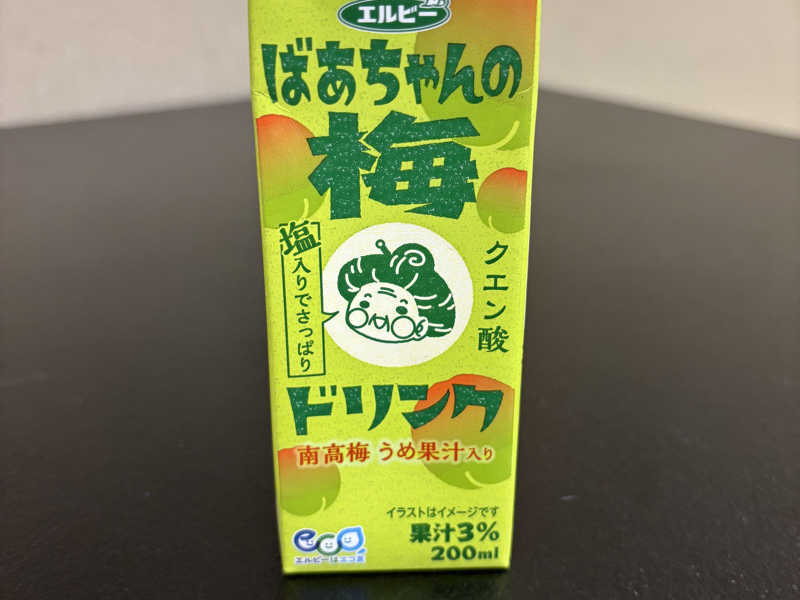 エルビー
ばあちゃんの
梅
塩入りでさっぱり
クエン酸
ドリンク
南高梅 うめ果汁入り
イラストはイメージです
果汁3%
200ml
eco
エルビーはエコ派